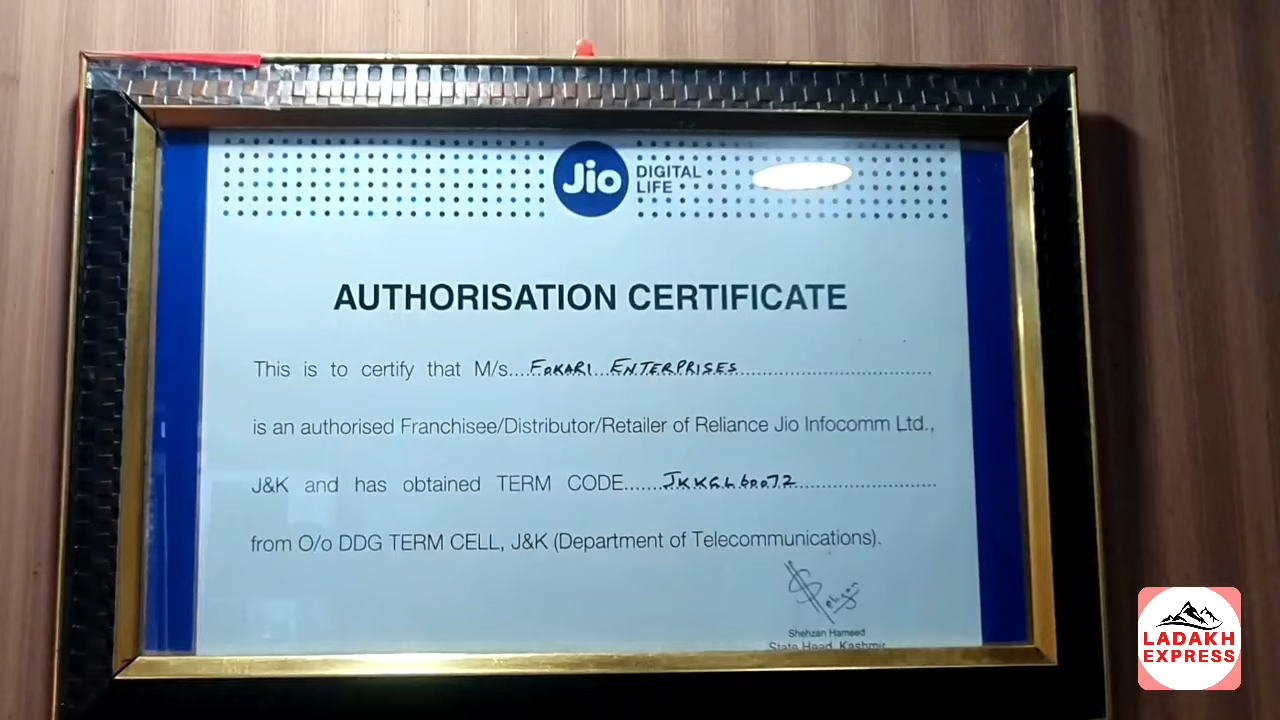 Jio DIGITAL
LIFE
AUTHORISATION CERTIFICATE
This is to certify that M/s....FOKARI...ENTERPRISES..............................
is an authorised Franchisee/Distributor/Retailer of Reliance Jio Infocomm Ltd.,
J&K and has obtained TERM CODE......JKKGL60072......................
from O/o DDG TERM CELL, J&K (Department of Telecommunications).
Shehzan Hameed
State Head, Kashmir
LADAKH
EXPRESS